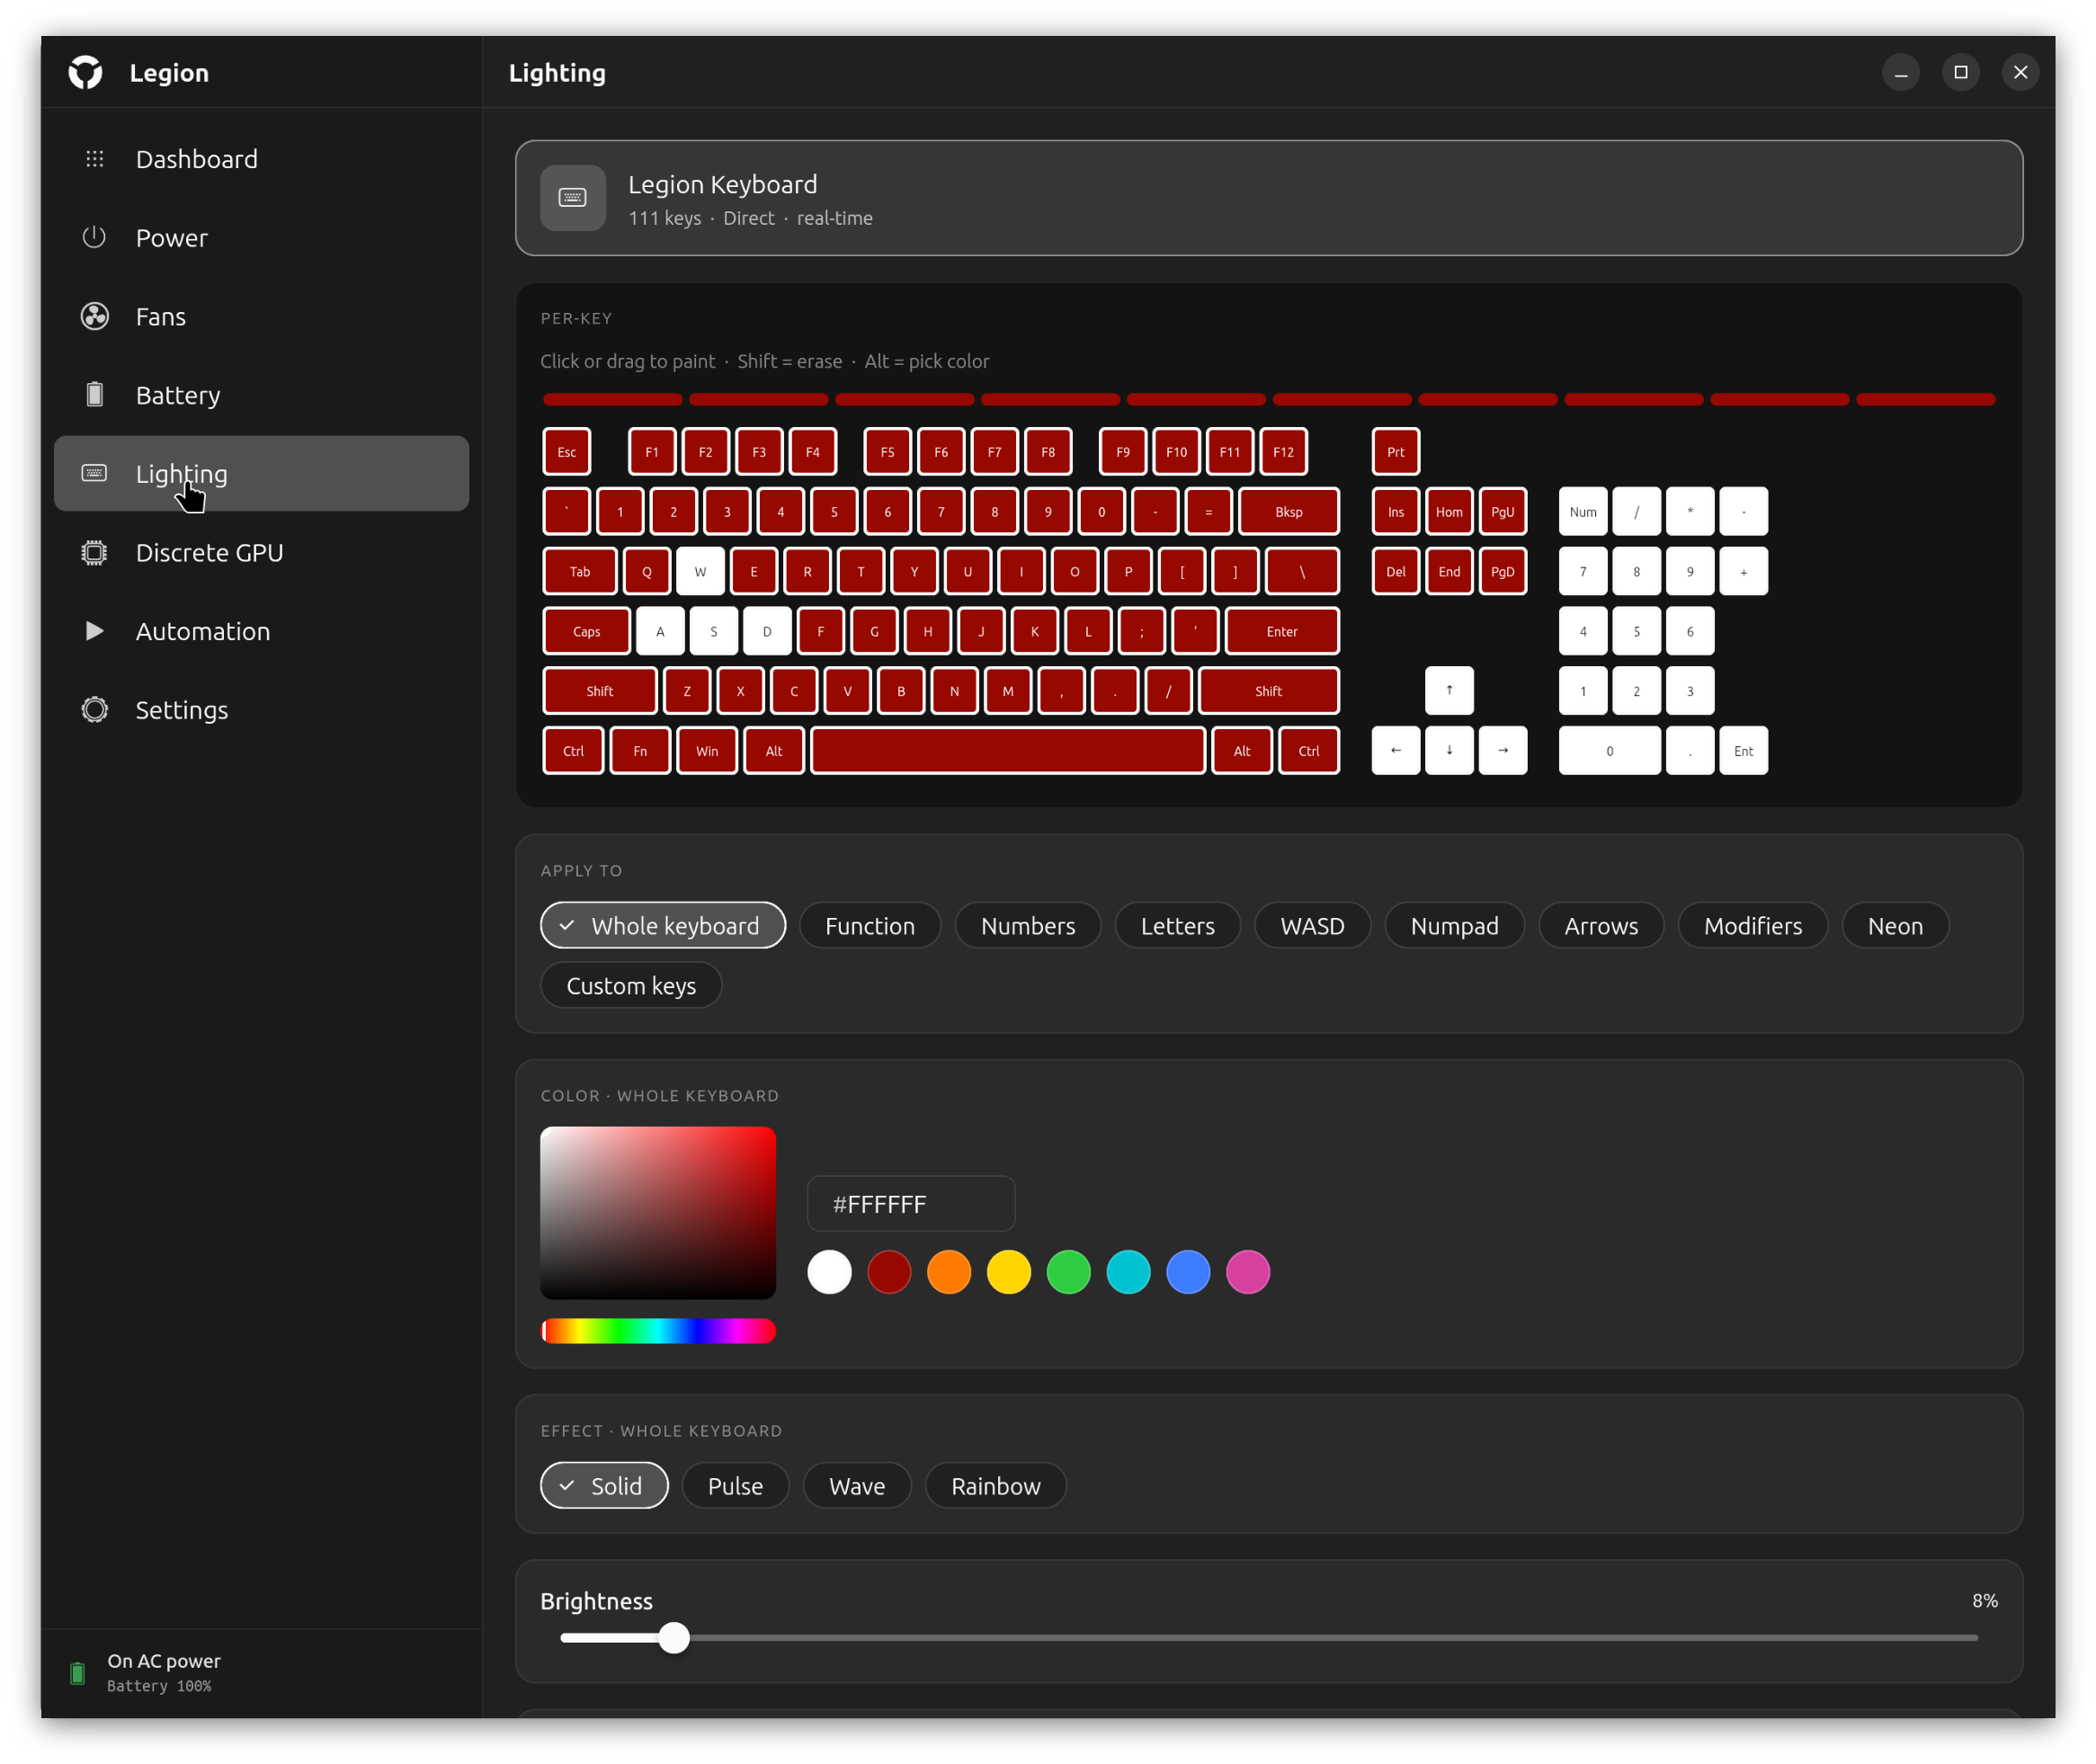 Legion
Lighting
Dashboard
Power
Fans
Battery
Lighting
Discrete GPU
Automation
Settings
On AC power
Battery 100%
Legion Keyboard
111 keys · Direct · real-time
PER-KEY
Click or drag to paint · Shift = erase · Alt = pick color
Esc F1 F2 F3 F4 F5 F6 F7 F8 F9 F10 F11 F12 Prt
` 1 2 3 4 5 6 7 8 9 0 - = Bksp Ins Hom PgU Num / * -
Tab Q W E R T Y U I O P [ ] \ Del End PgD 7 8 9 +
Caps A S D F G H J K L ; ' Enter 4 5 6
Shift Z X C V B N M , . / Shift ↑ 1 2 3
Ctrl Fn Win Alt Alt Ctrl ← ↓ → 0 . Ent
APPLY TO
Whole keyboard Function Numbers Letters WASD Numpad Arrows Modifiers Neon
Custom keys
COLOR · WHOLE KEYBOARD
#FFFFFF
EFFECT · WHOLE KEYBOARD
Solid Pulse Wave Rainbow
Brightness 8%